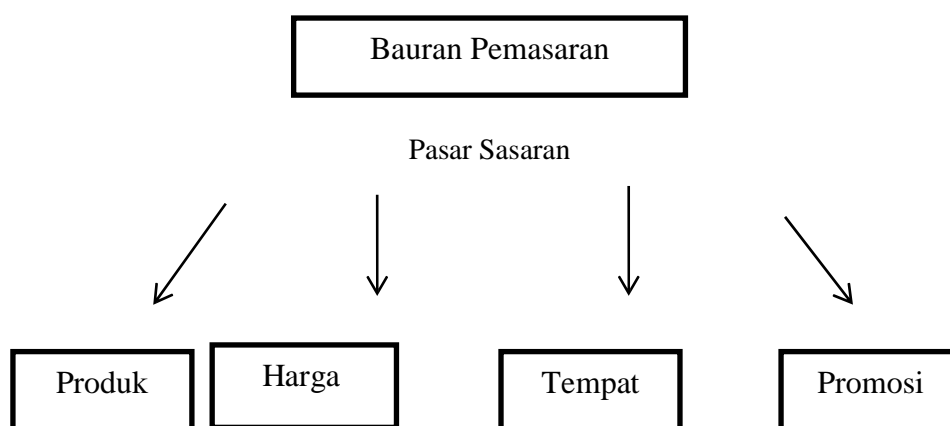 Bauran Pemasaran
Pasar Sasaran
Produk
Harga
Tempat
Promosi